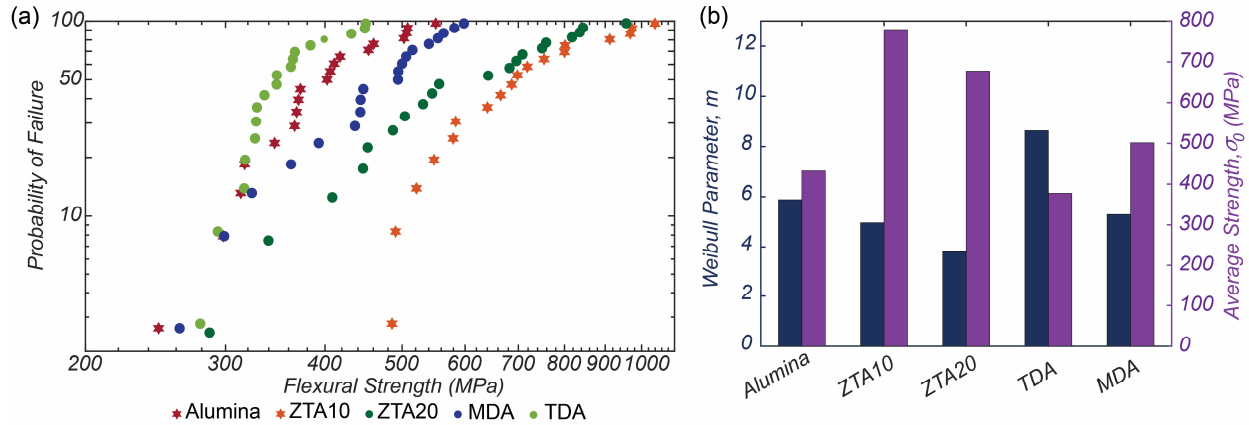 (a)
Probability of Failure
100
50
10
200
300
400
500
600
700
800
900
1000
Flexural Strength (MPa)
Alumina
ZTA10
ZTA20
MDA
TDA
(b)
Weibull Parameter, m
12
10
8
6
4
2
0
Alumina
ZTA10
ZTA20
TDA
MDA
800
700
600
500
400
300
200
100
0
Average Strength,σ0 (MPa)